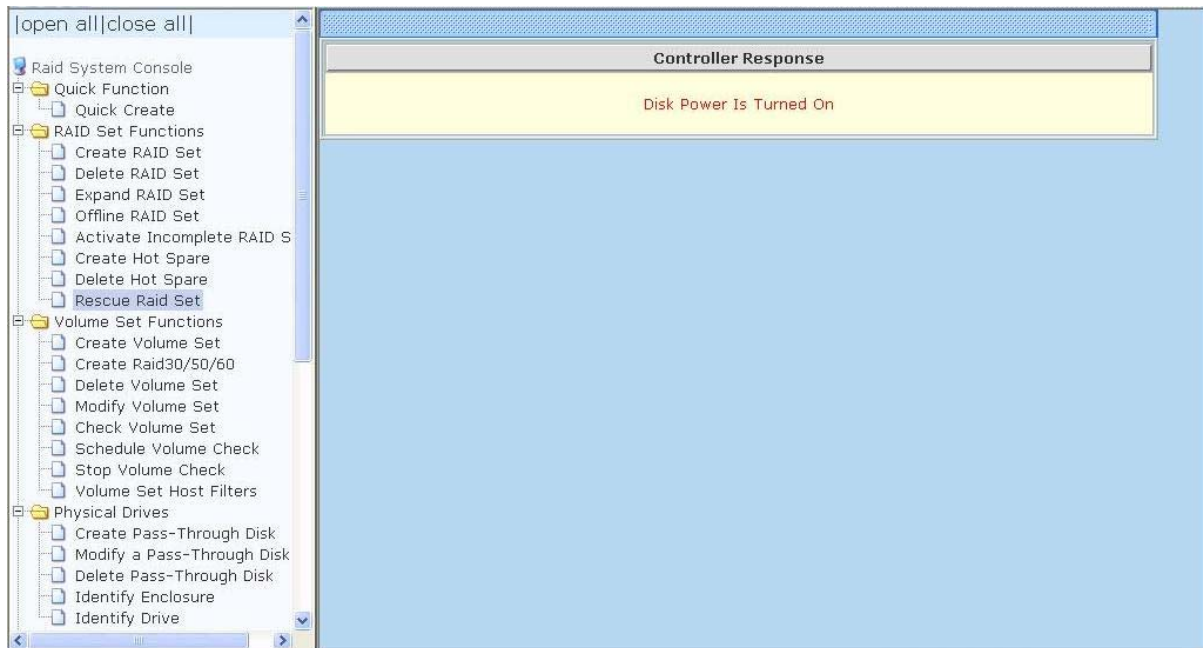 |open all|close all|
Raid System Console
Quick Function
Quick Create
RAID Set Functions
Create RAID Set
Delete RAID Set
Expand RAID Set
Offline RAID Set
Activate Incomplete RAID S
Create Hot Spare
Delete Hot Spare
Rescue Raid Set
Volume Set Functions
Create Volume Set
Create Raid30/50/60
Delete Volume Set
Modify Volume Set
Check Volume Set
Schedule Volume Check
Stop Volume Check
Volume Set Host Filters
Physical Drives
Create Pass-Through Disk
Modify a Pass-Through Disk
Delete Pass-Through Disk
Identify Enclosure
Identify Drive
Controller Response
Disk Power Is Turned On